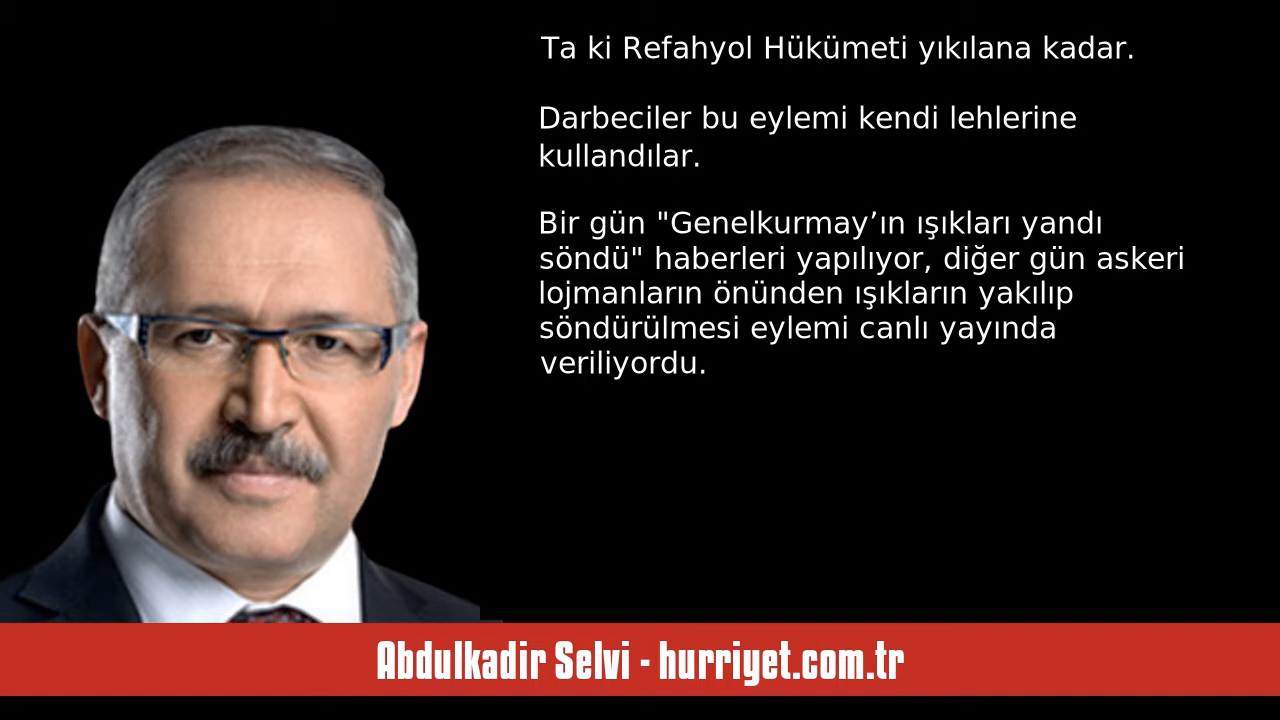 Ta ki Refahyol Hükümeti yıkılana kadar.
Darbeciler bu eylemi kendi lehlerine
kullandılar.
Bir gün "Genelkurmay’ın ışıkları yandı
söndü" haberleri yapılıyor, diğer gün askeri
lojmanların önünden ışıkların yakılıp
söndürülmesi eylemi canlı yayında
veriliyordu.
Abdulkadir Selvi - hurriyet.com.tr